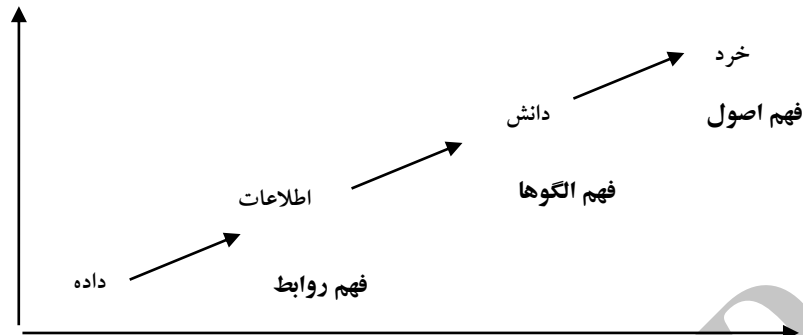 خرد
فهم اصول
دانش
فهم الگوها
اطلاعات
فهم روابط
داده